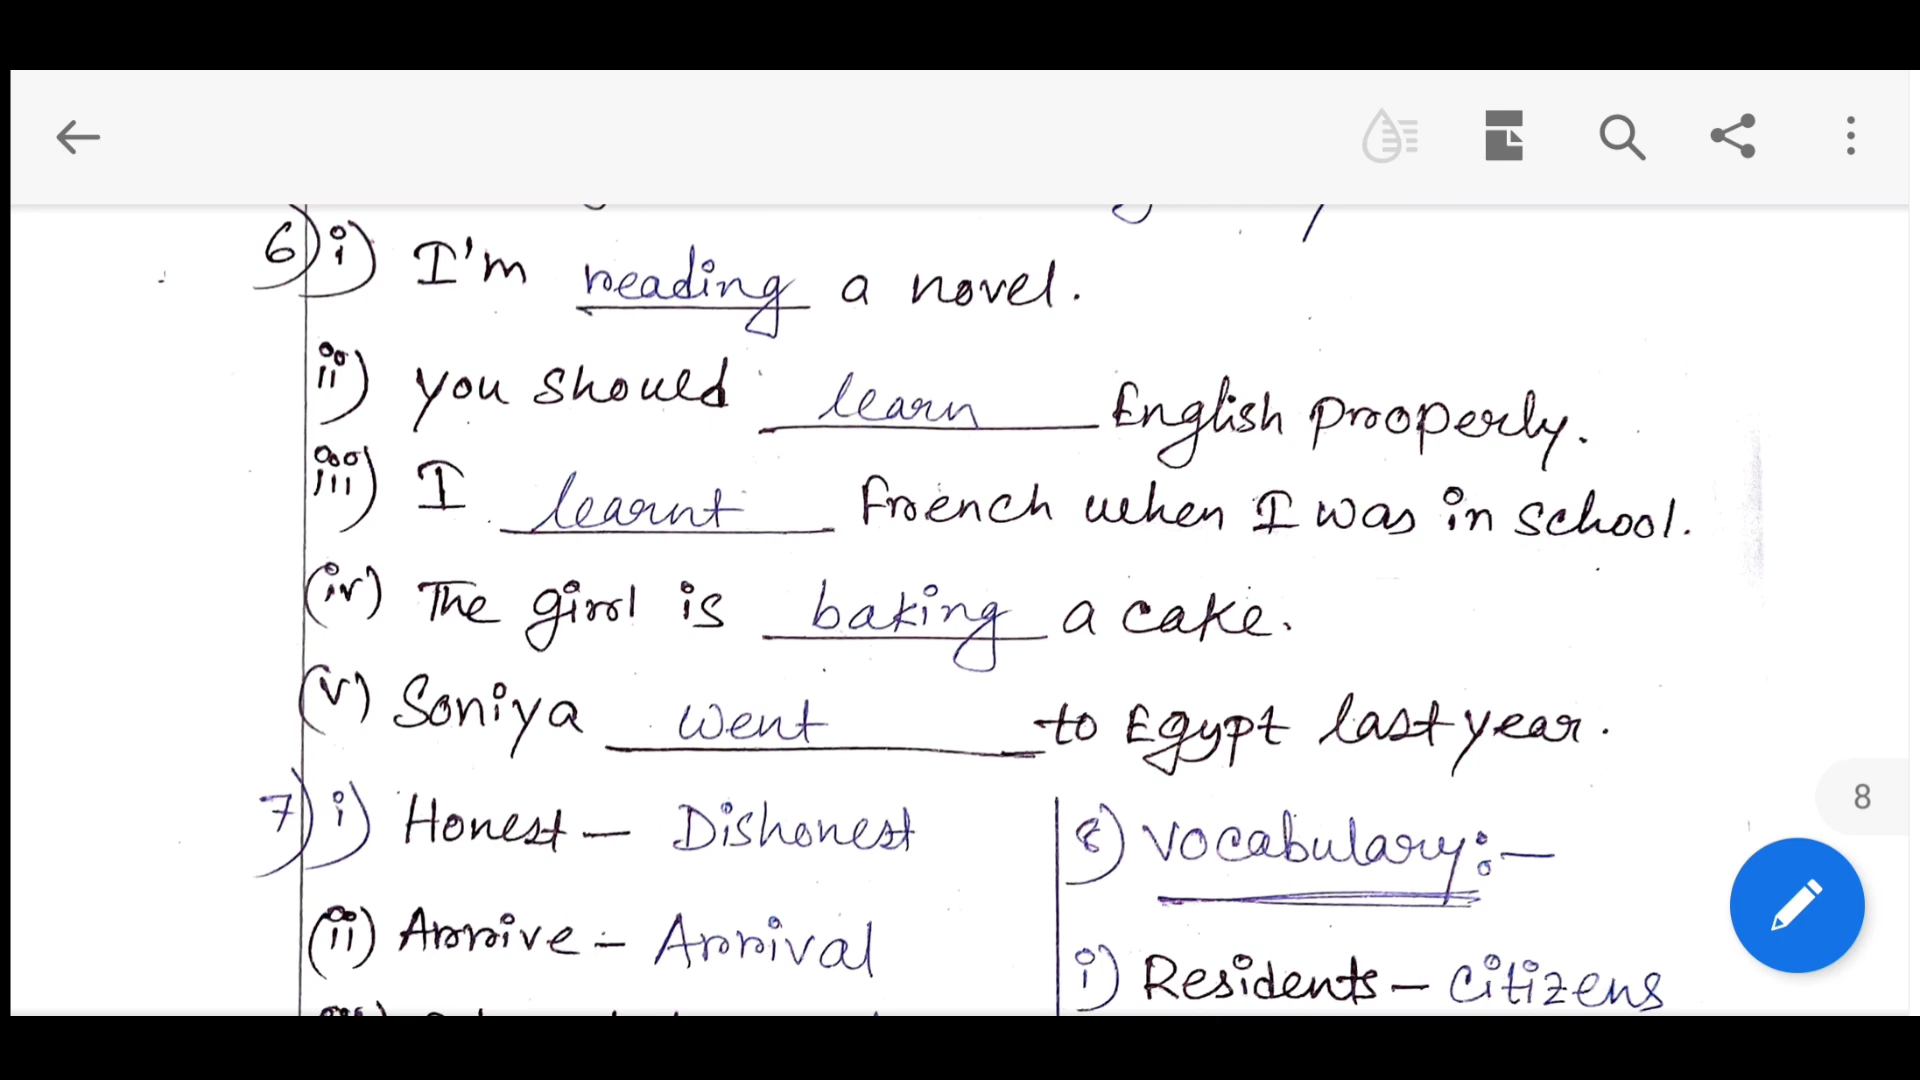 6) i) I'm reading a novel.
ii) you should learn English properly.
iii) I learnt French when I was in school.
(iv) The girl is baking a cake.
(v) Soniya went to Egypt last year.
7) i) Honest - Dishonest
(ii) Arrive - Arrival
8) Vocabulary:-
i) Residents - citizens
8